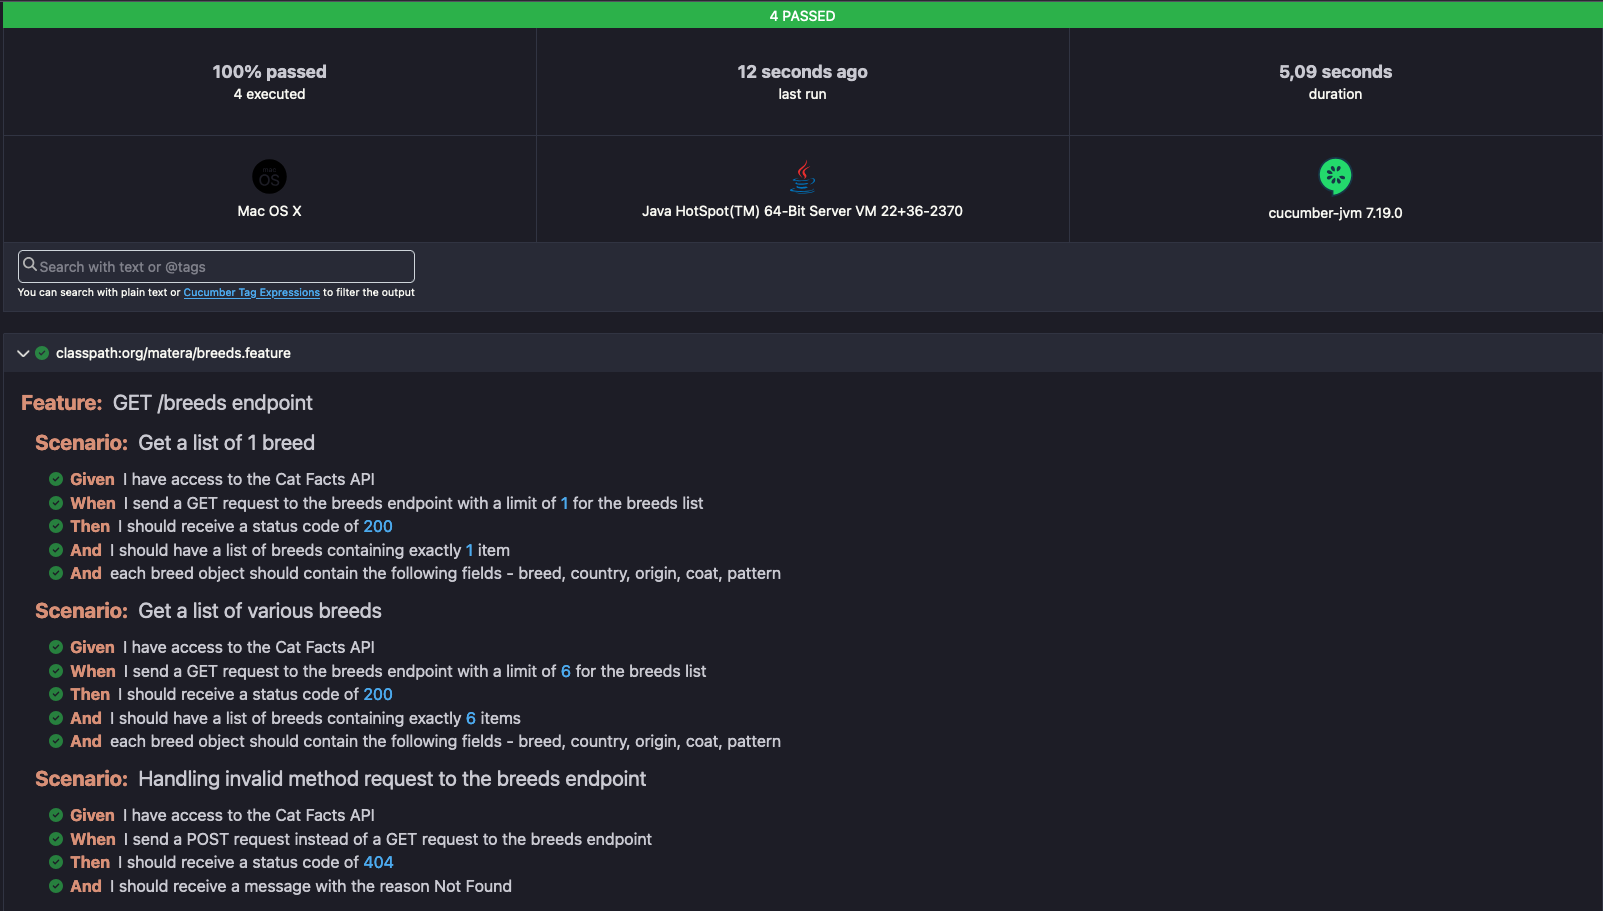 4 PASSED
100% passed
4 executed
12 seconds ago
last run
5,09 seconds
duration
mac
OS
Mac OS X
Java HotSpot(TM) 64-Bit Server VM 22+36-2370
cucumber-jvm 7.19.0
Search with text or @tags
You can search with plain text or Cucumber Tag Expressions to filter the output
classpath:org/matera/breeds.feature
Feature: GET /breeds endpoint
Scenario: Get a list of 1 breed
Given I have access to the Cat Facts API
When I send a GET request to the breeds endpoint with a limit of 1 for the breeds list
Then I should receive a status code of 200
And I should have a list of breeds containing exactly 1 item
And each breed object should contain the following fields - breed, country, origin, coat, pattern
Scenario: Get a list of various breeds
Given I have access to the Cat Facts API
When I send a GET request to the breeds endpoint with a limit of 6 for the breeds list
Then I should receive a status code of 200
And I should have a list of breeds containing exactly 6 items
And each breed object should contain the following fields - breed, country, origin, coat, pattern
Scenario: Handling invalid method request to the breeds endpoint
Given I have access to the Cat Facts API
When I send a POST request instead of a GET request to the breeds endpoint
Then I should receive a status code of 404
And I should receive a message with the reason Not Found